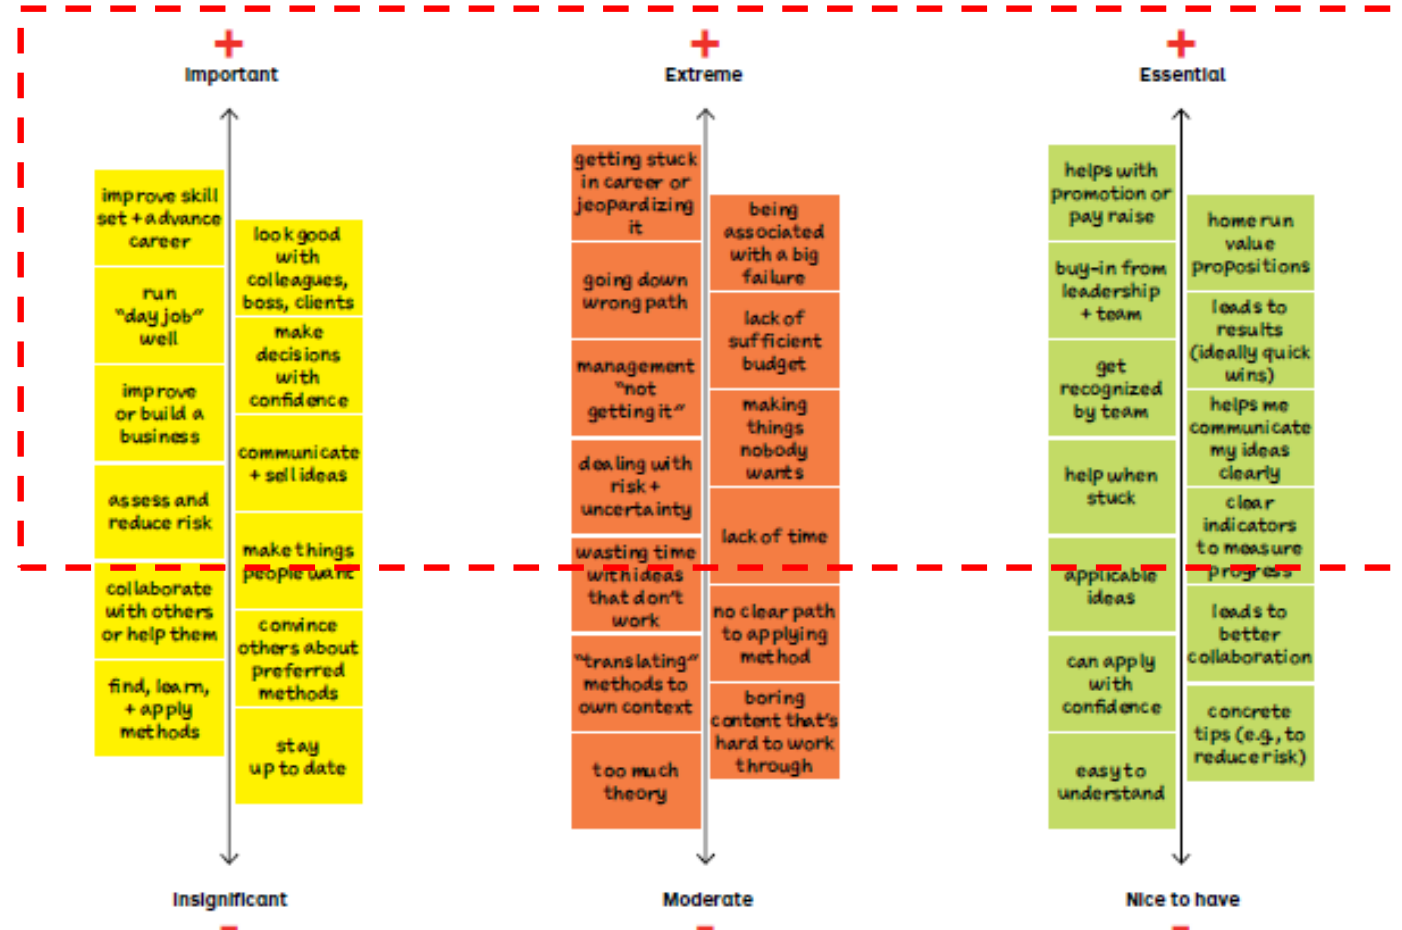 +
+
+
Important
Extreme
Essential
improve skill
set + advance
career
run
"day job"
well
improve
or build a
business
assess and
reduce risk
collaborate
with others
or help them
find, learn,
+ apply
methods
look good
with
colleagues,
boss, clients
make
decisions
with
confidence
communicate
+ sell ideas
make things
people want
convince
others about
preferred
methods
stay
up to date
getting stuck
in career or
jeopardizing
it
going down
wrong path
management
"not
getting it"
dealing with
risk +
uncertainty
wasting time
with ideas
that don't
work
"translating"
methods to
own context
too much
theory
being
associated
with a big
failure
lack of
sufficient
budget
making
things
nobody
wants
lack of time
no clear path
to applying
method
boring
content that's
hard to work
through
helps with
promotion or
pay raise
buy-in from
leadership
+ team
get
recognized
by team
help when
stuck
applicable
ideas
can apply
with
confidence
easy to
understand
home run
value
propositions
leads to
results
(ideally quick
wins)
helps me
communicate
my ideas
clearly
clear
indicators
to measure
progress
leads to
better
collaboration
concrete
tips (e.g., to
reduce risk)
Insignificant
Moderate
Nice to have
-
-
-